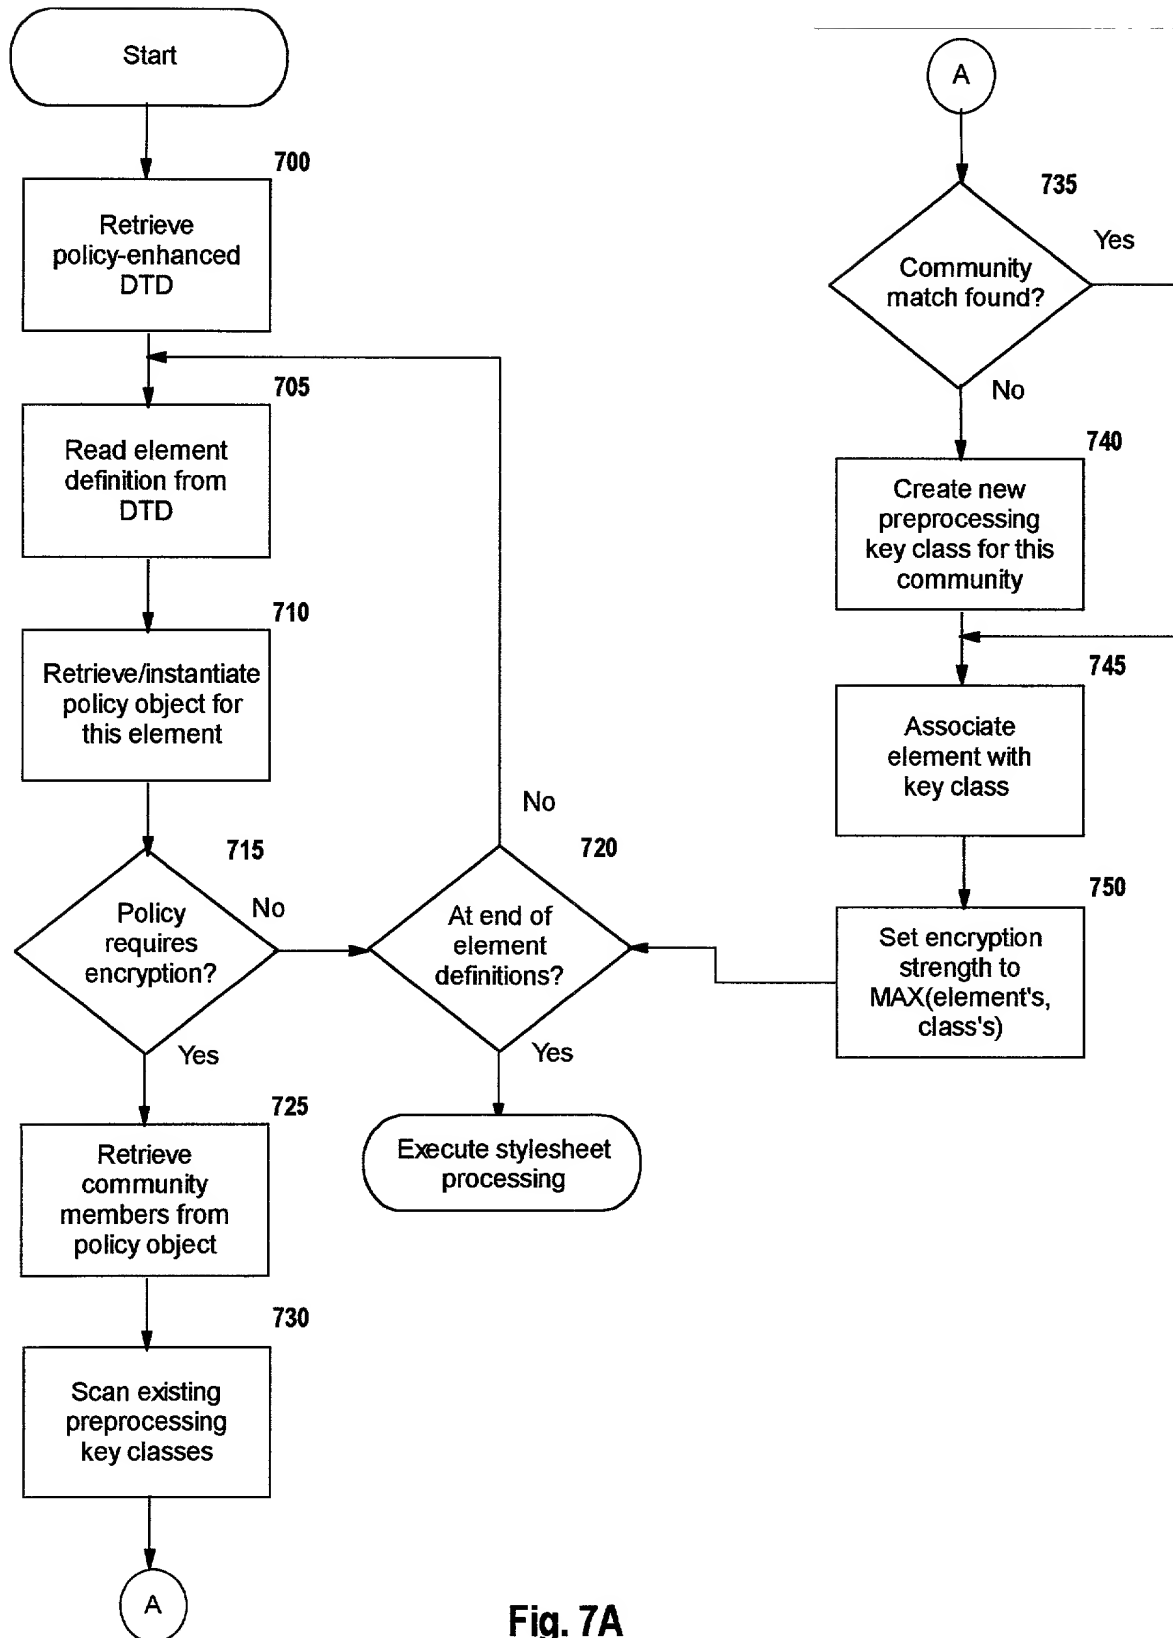 Start
700
Retrieve
policy-enhanced
DTD
705
Read element
definition from
DTD
710
Retrieve/instantiate
policy object for
this element
715
Policy
requires
encryption?
No
Yes
720
At end of
element
definitions?
No
Yes
Execute stylesheet
processing
725
Retrieve
community
members from
policy object
730
Scan existing
preprocessing
key classes
A
A
735
Community
match found?
Yes
No
740
Create new
preprocessing
key class for this
community
745
Associate
element with
key class
750
Set encryption
strength to
MAX(element's,
class's)
Fig. 7A